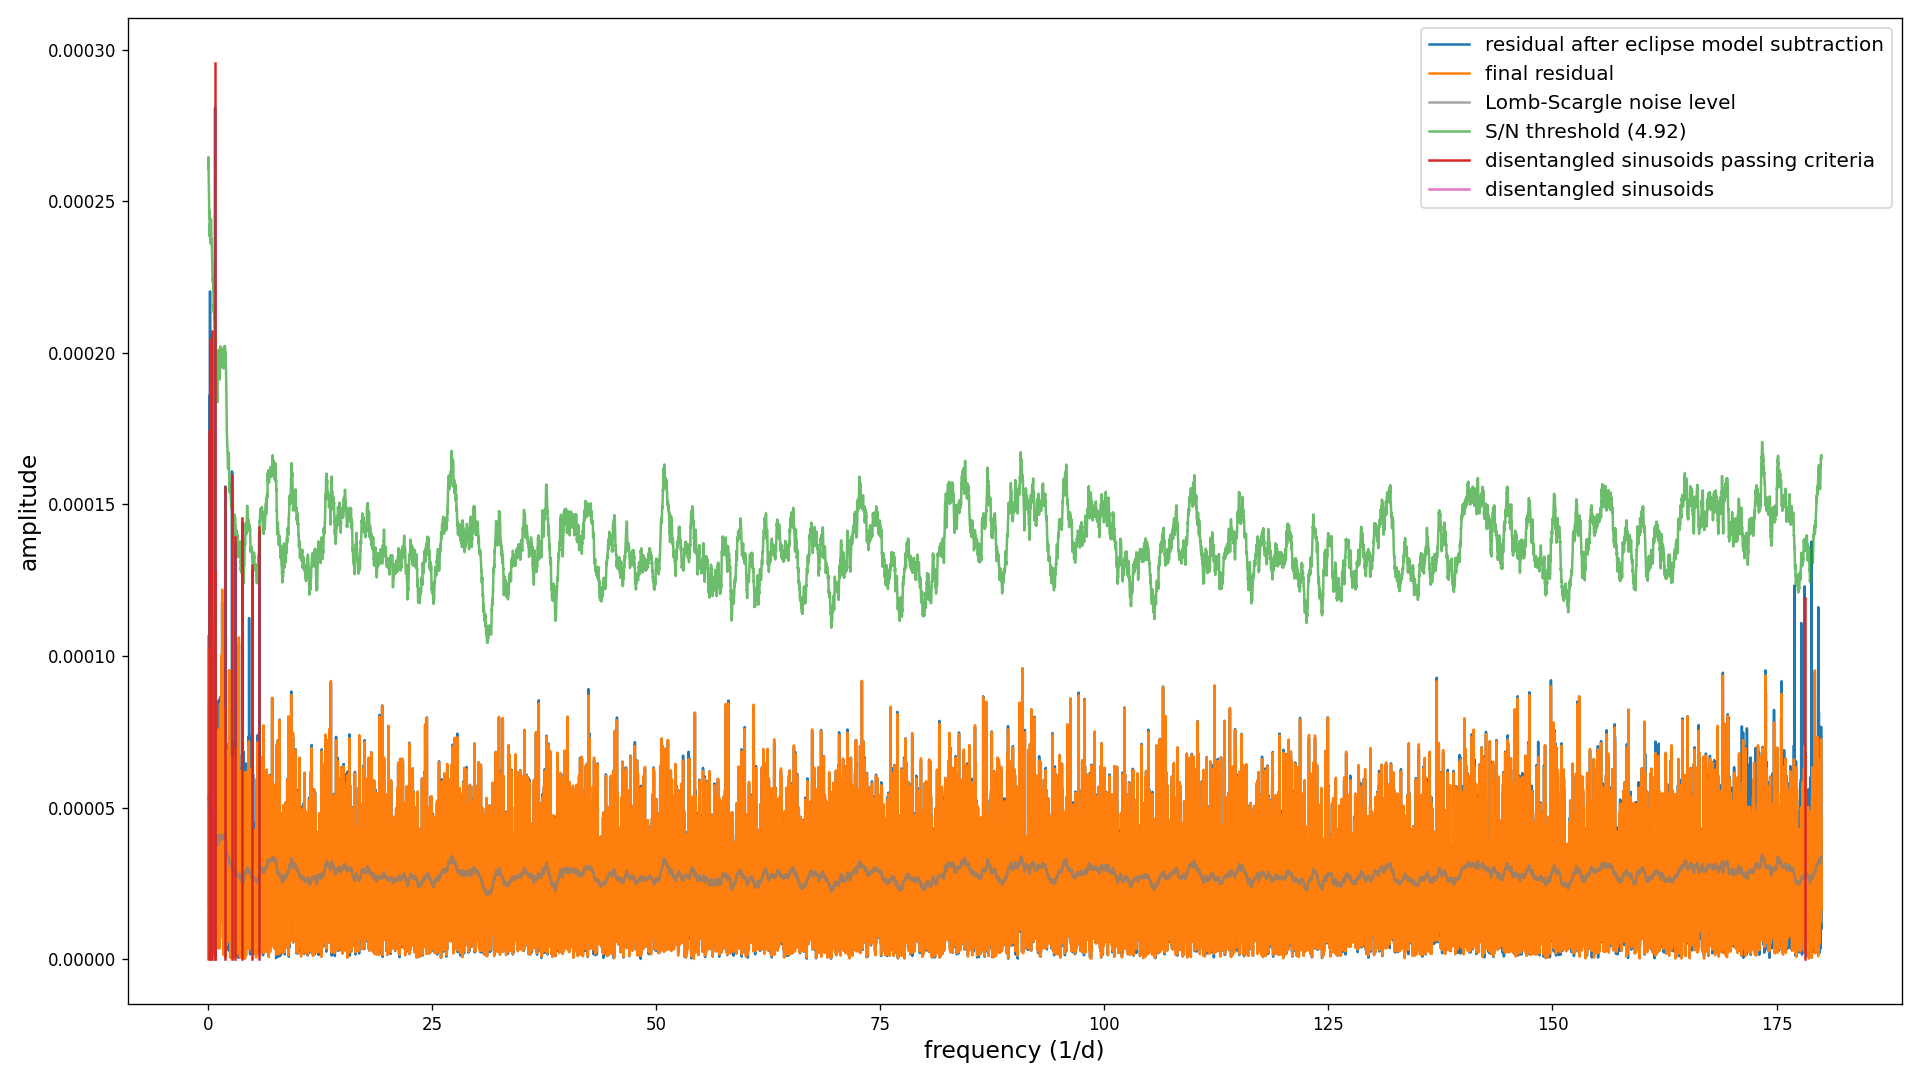 residual after eclipse model subtraction
final residual
Lomb-Scargle noise level
S/N threshold (4.92)
disentangled sinusoids passing criteria
disentangled sinusoids
amplitude
0.00030
0.00025
0.00020
0.00015
0.00010
0.00005
0.00000
0 25 50 75 100 125 150 175
frequency (1/d)